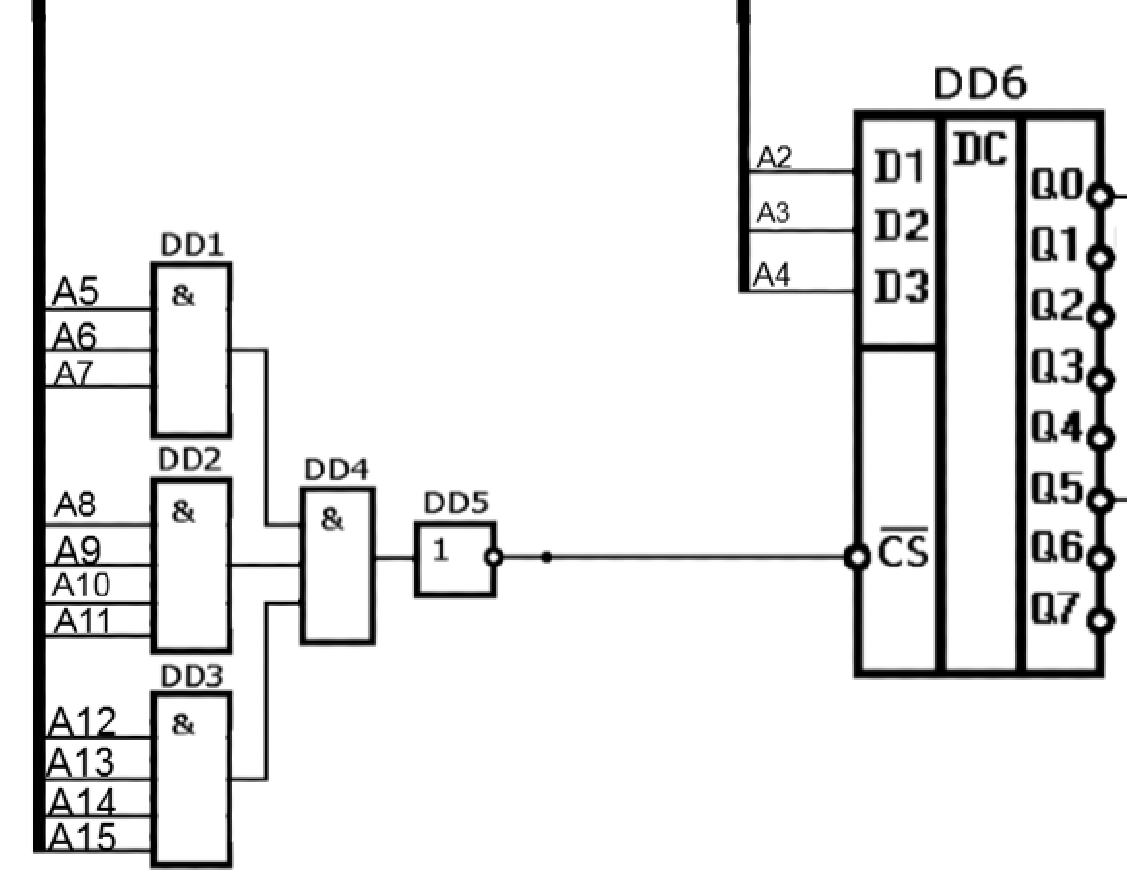 DD1
A5
&
A6
A7
DD2
A8
&
A9
A10
A11
DD3
A12
&
A13
A14
A15
DD4
&
DD5
1
DD6
A2
D1
DC
Q0
A3
D2
Q1
A4
D3
Q2
Q3
Q4
Q5
CS
Q6
Q7